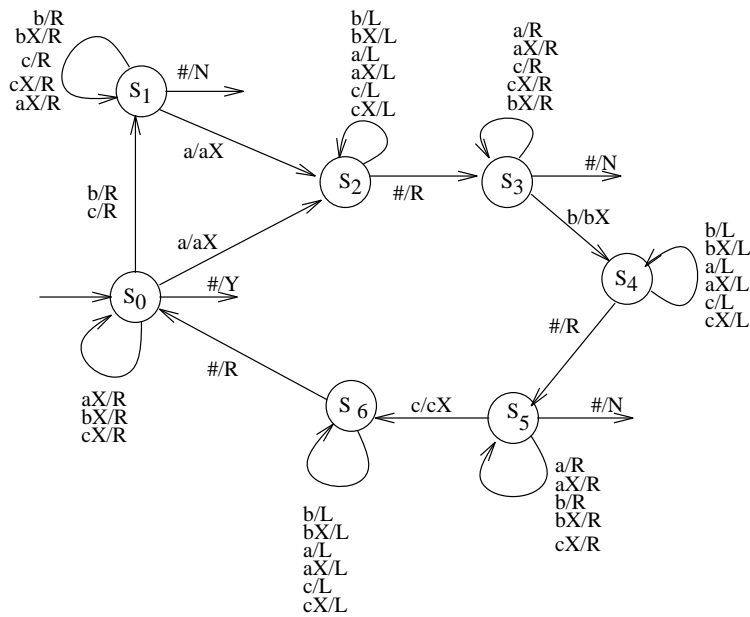 b/R
bX/R
c/R
cX/R
aX/R
S1
#/N
a/aX
b/R
c/R
b/L
bX/L
a/L
aX/L
c/L
cX/L
S2
#/R
a/R
aX/R
c/R
cX/R
bX/R
S3
#/N
b/bX
a/aX
S0
#/Y
aX/R
bX/R
cX/R
S4
b/L
bX/L
a/L
aX/L
c/L
cX/L
#/R
#/R
S6
c/cX
S5
#/N
b/L
bX/L
a/L
aX/L
c/L
cX/L
a/R
aX/R
b/R
bX/R
cX/R